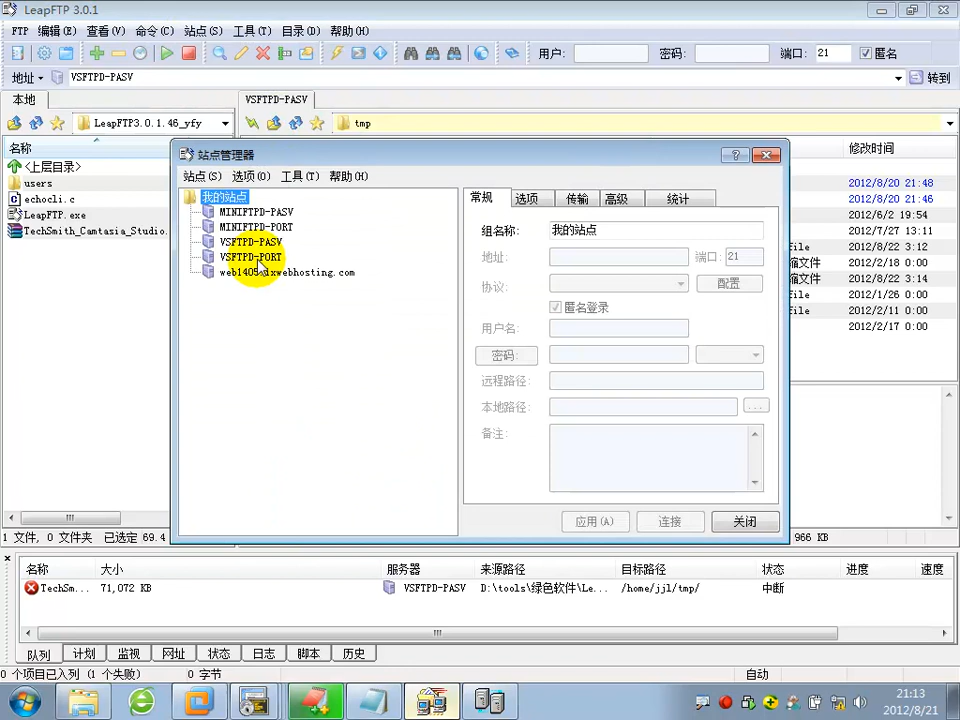 LeapFTP 3.0.1
FTP 编辑(E) 查看(V) 命令(C) 站点(S) 工具(T) 目录(D) 帮助(H)
用户: 密码: 端口: 21 匿名
地址 VSFTPD-PASV 转到
本地 VSFTPD-PASV
LeapFTP3.0.1.46_yfy tmp
名称 修改时间
<上层目录>
users 2012/8/20 21:48
echocli.c 2012/8/20 21:46
LeapFTP.exe 2012/6/2 19:54
TechSmith_Camtasia_Studio. 2012/7/27 13:11
file 2012/8/22 3:12
缩文件 2012/8/22 3:14
file 2012/1/26 0:00
file 2012/2/11 0:00
2012/2/17 0:00
站点管理器
站点(S) 选项(O) 工具(T) 帮助(H)
我的站点
MINIFTPD-PASV
MINIFTPD-PORT
VSFTPD-PASV
VSFTPD-PORT
常规 选项 传输 高级 统计
组名称: 我的站点
地址: 端口: 21
协议: 配置
匿名登录
用户名:
密码:
远程路径:
本地路径: ...
备注:
应用(A) 连接 关闭
1 文件, 0 文件夹 已选定 69.4 966 KB
名称 大小 服务器 来源路径 目标路径 状态 进度 速度
TechSm... 71,072 KB VSFTPD-PASV D:\tools\绿色软件\Le... /home/jjl/tmp/ 中断
队列 计划 监视 网址 状态 日志 脚本 历史
0 个项目已入列 (1 个失败) 0 字节 自动
21:13
2012/8/21